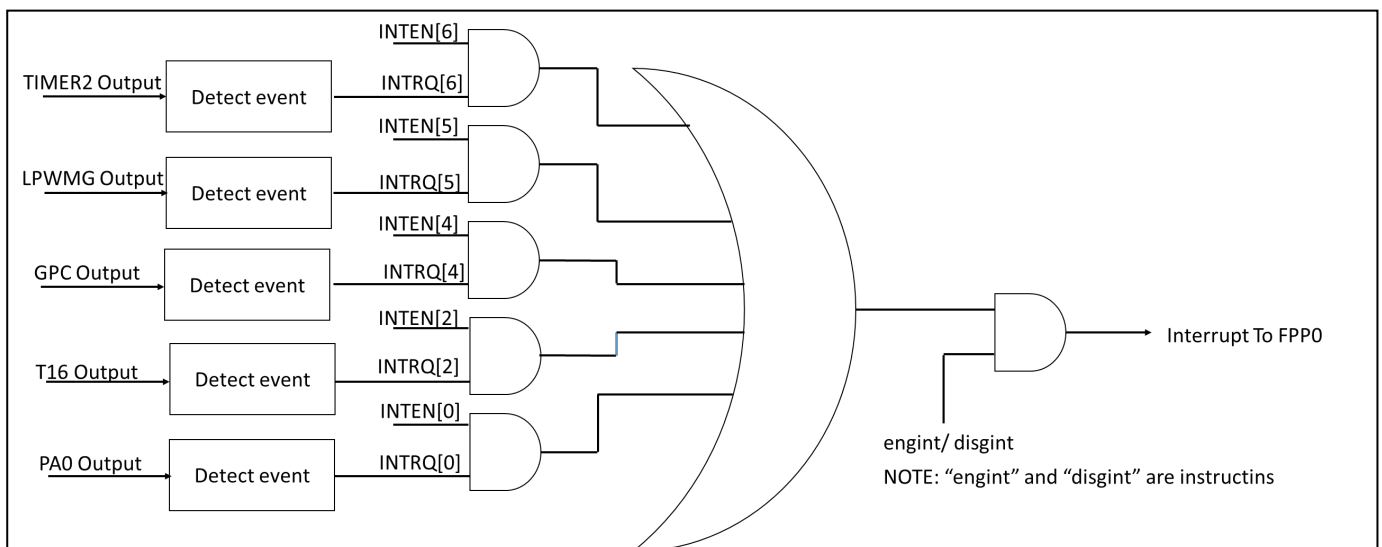 INTEN[6]
TIMER2 Output
Detect event
INTRQ[6]
INTEN[5]
LPWMG Output
Detect event
INTRQ[5]
INTEN[4]
GPC Output
Detect event
INTRQ[4]
INTEN[2]
T16 Output
Detect event
INTRQ[2]
INTEN[0]
PA0 Output
Detect event
INTRQ[0]
Interrupt To FPP0
engint/ disgint
NOTE: “engint” and “disgint” are instructins